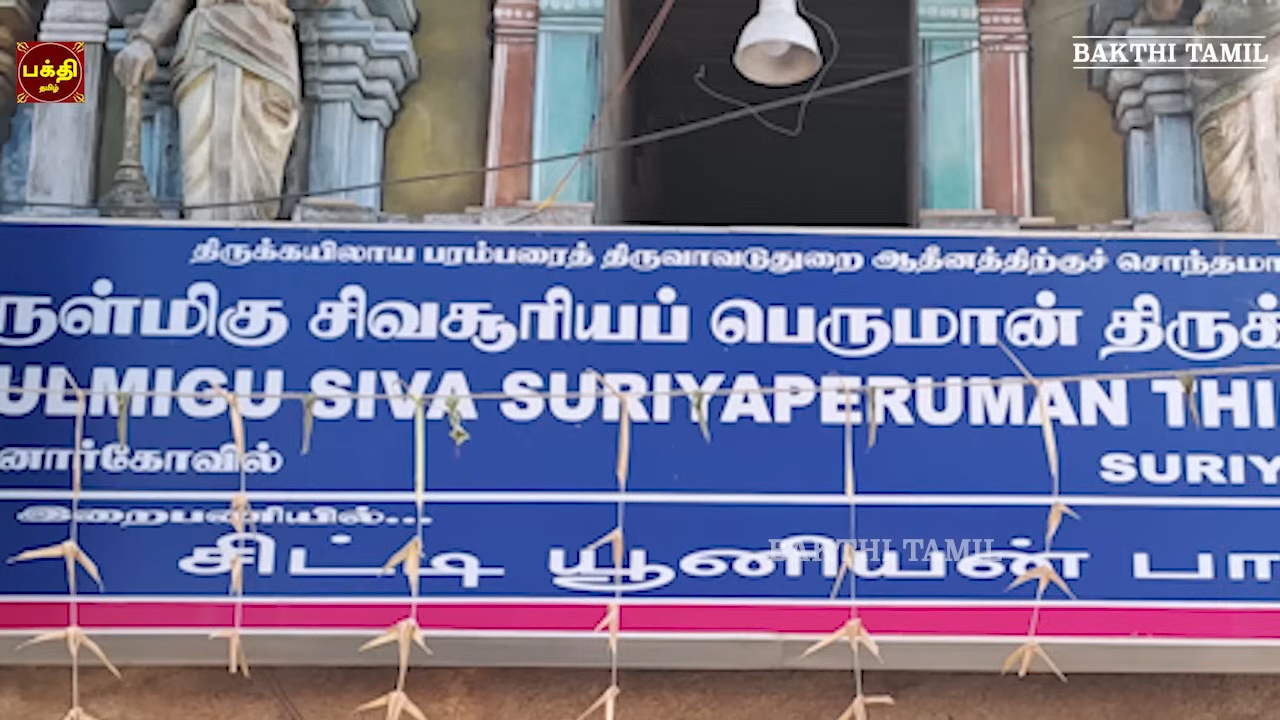 பக்தி
தமிழ்
BAKTHI TAMIL
திருக்கயிலாய பரம்பரைத் திருவாவடுதுறை ஆதீனத்திற்குச் சொந்தமா
ருள்மிகு சிவசூரியப் பெருமான் திருக்
ULMIGU SIVA SURIYAPERUMAN THI
னார்கோவில் SURIY
இறைபணியில்...
சிட்டி யூனியன் பா
BAKTHI TAMIL